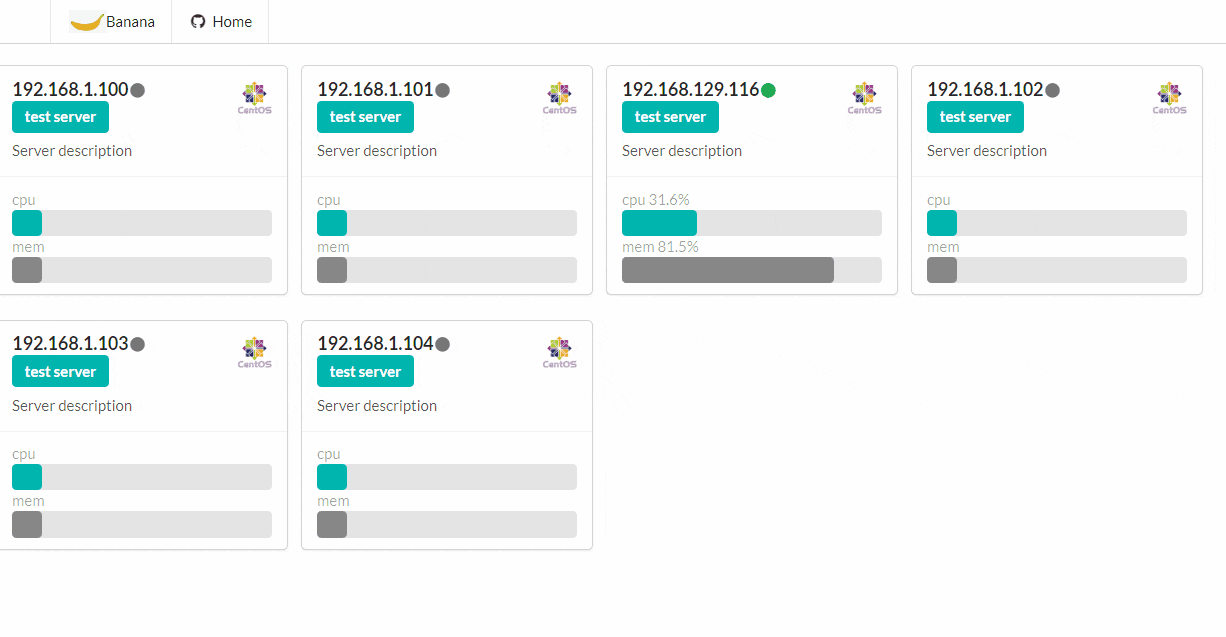 Banana Home
192.168.1.100
CentOS
test server
Server description
cpu
mem
192.168.1.101
CentOS
test server
Server description
cpu
mem
192.168.129.116
CentOS
test server
Server description
cpu 31.6%
mem 81.5%
192.168.1.102
CentOS
test server
Server description
cpu
mem
192.168.1.103
CentOS
test server
Server description
cpu
mem
192.168.1.104
CentOS
test server
Server description
cpu
mem